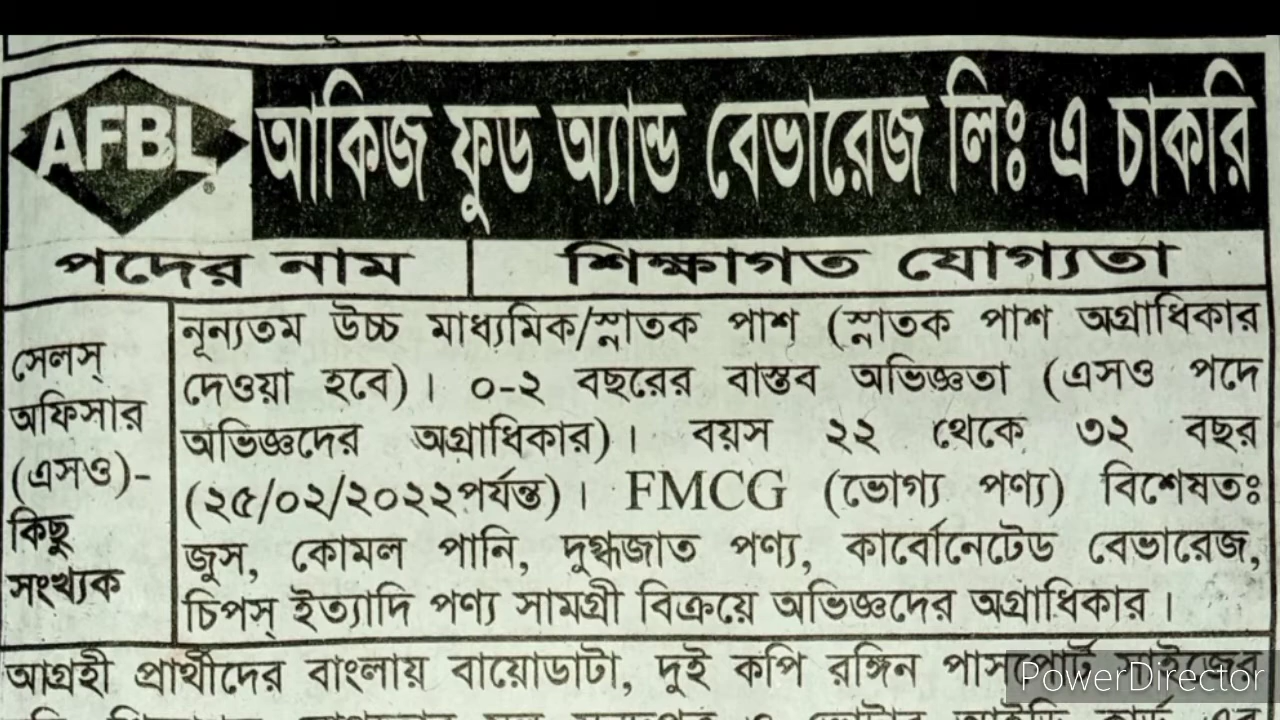 AFBL
আকিজ ফুড অ্যান্ড বেভারেজ লিঃ এ চাকরি
পদের নাম
শিক্ষাগত যোগ্যতা
সেলস্
অফিসার
(এসও)-
কিছু
সংখ্যক
নূন্যতম উচ্চ মাধ্যমিক/স্নাতক পাশ (স্নাতক পাশ অগ্রাধিকার
দেওয়া হবে)। ০-২ বছরের বাস্তব অভিজ্ঞতা (এসও পদে
অভিজ্ঞদের অগ্রাধিকার)। বয়স ২২ থেকে ৩২ বছর
(২৫/০২/২০২২পর্যন্ত)। FMCG (ভোগ্য পণ্য) বিশেষতঃ
জুস, কোমল পানি, দুগ্ধজাত পণ্য, কার্বোনেটেড বেভারেজ,
চিপস্ ইত্যাদি পণ্য সামগ্রী বিক্রয়ে অভিজ্ঞদের অগ্রাধিকার।
আগ্রহী প্রার্থীদের বাংলায় বায়োডাটা, দুই কপি রঙ্গিন পাসপোর্ট সাইজের
PowerDirector